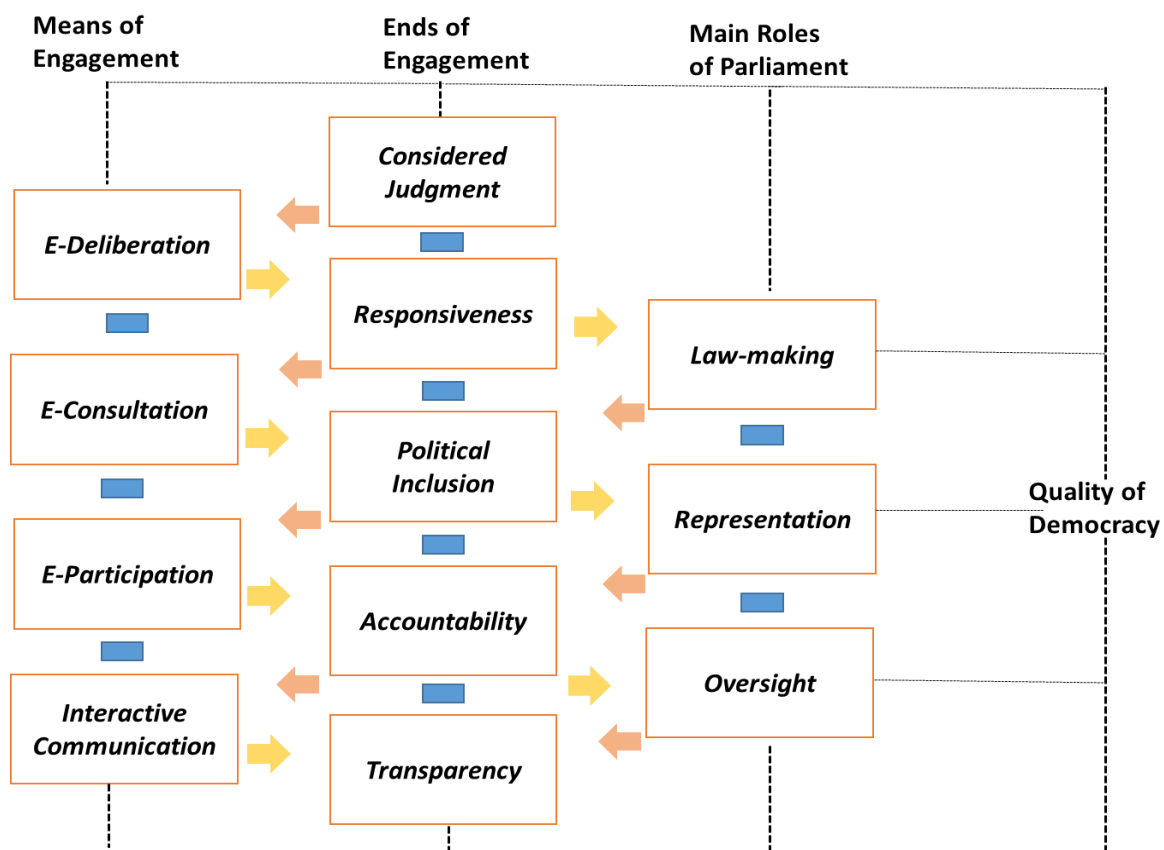 Means of
Engagement
Ends of
Engagement
Main Roles
of Parliament
Considered
Judgment
E-Deliberation
Responsiveness
Law-making
E-Consultation
Political
Inclusion
Representation
Quality of
Democracy
E-Participation
Accountability
Oversight
Interactive
Communication
Transparency